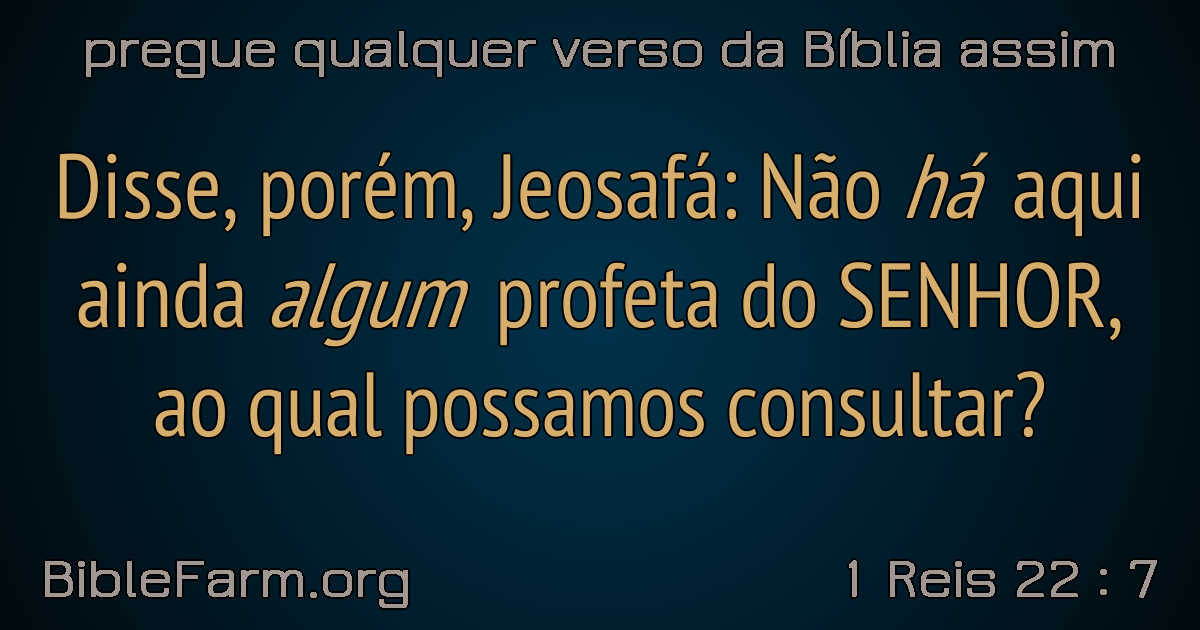 pregue qualquer verso da Bíblia assim
Disse, porém, Jeosafá: Não há aqui
ainda algum profeta do SENHOR,
ao qual possamos consultar?
BibleFarm.org
1 Reis 22 : 7